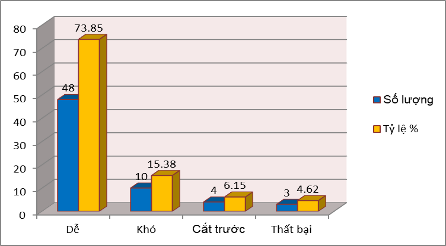 80
70
60
50
40
30
20
10
0
48
73.85
10
15.38
4
6.15
3
4.62
Dễ
Khó
Cắt trước
Thất bại
Số lượng
Tỷ lệ %